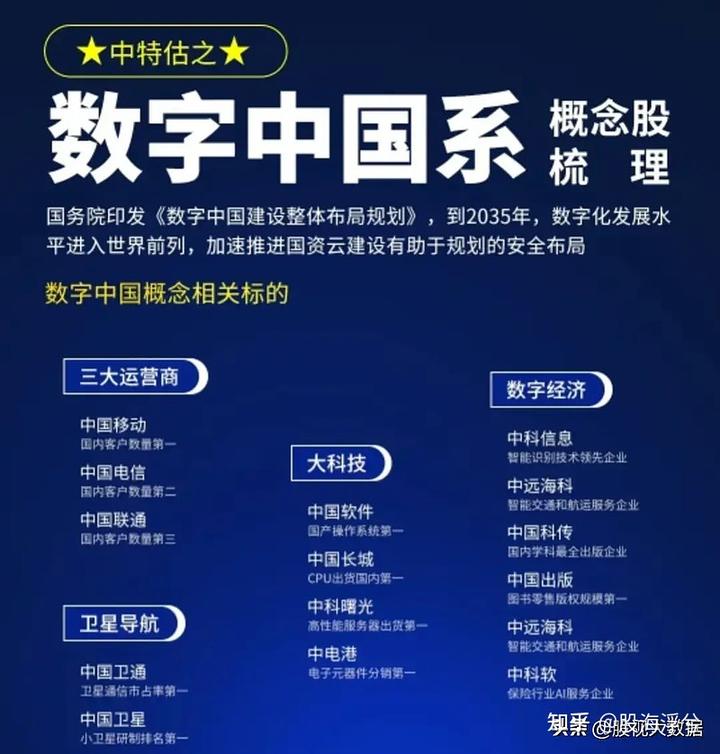 ★中特估之★
数字中国系
概念股
梳理
国务院印发《数字中国建设整体布局规划》，到2035年，数字化发展水
平进入世界前列，加速推进国资云建设有助于规划的安全布局
数字中国概念相关标的
三大运营商
中国移动
国内客户数量第一
中国电信
国内客户数量第二
中国联通
国内客户数量第三
卫星导航
中国卫通
卫星通信市占率第一
中国卫星
小卫星研制排名第一
大科技
中国软件
国产操作系统第一
中国长城
CPU出货国内第一
中科曙光
高性能服务器出货第一
中电港
电子元器件分销第一
数字经济
中科信息
智能识别技术领先企业
中远海科
智能交通和航运服务企业
中国科传
国内学科最全出版企业
中国出版
图书零售版权规模第一
中远海科
智能交通和航运服务企业
中科软
保险行业AI服务企业
知乎 @股海浮兮
头条 @股视大数据